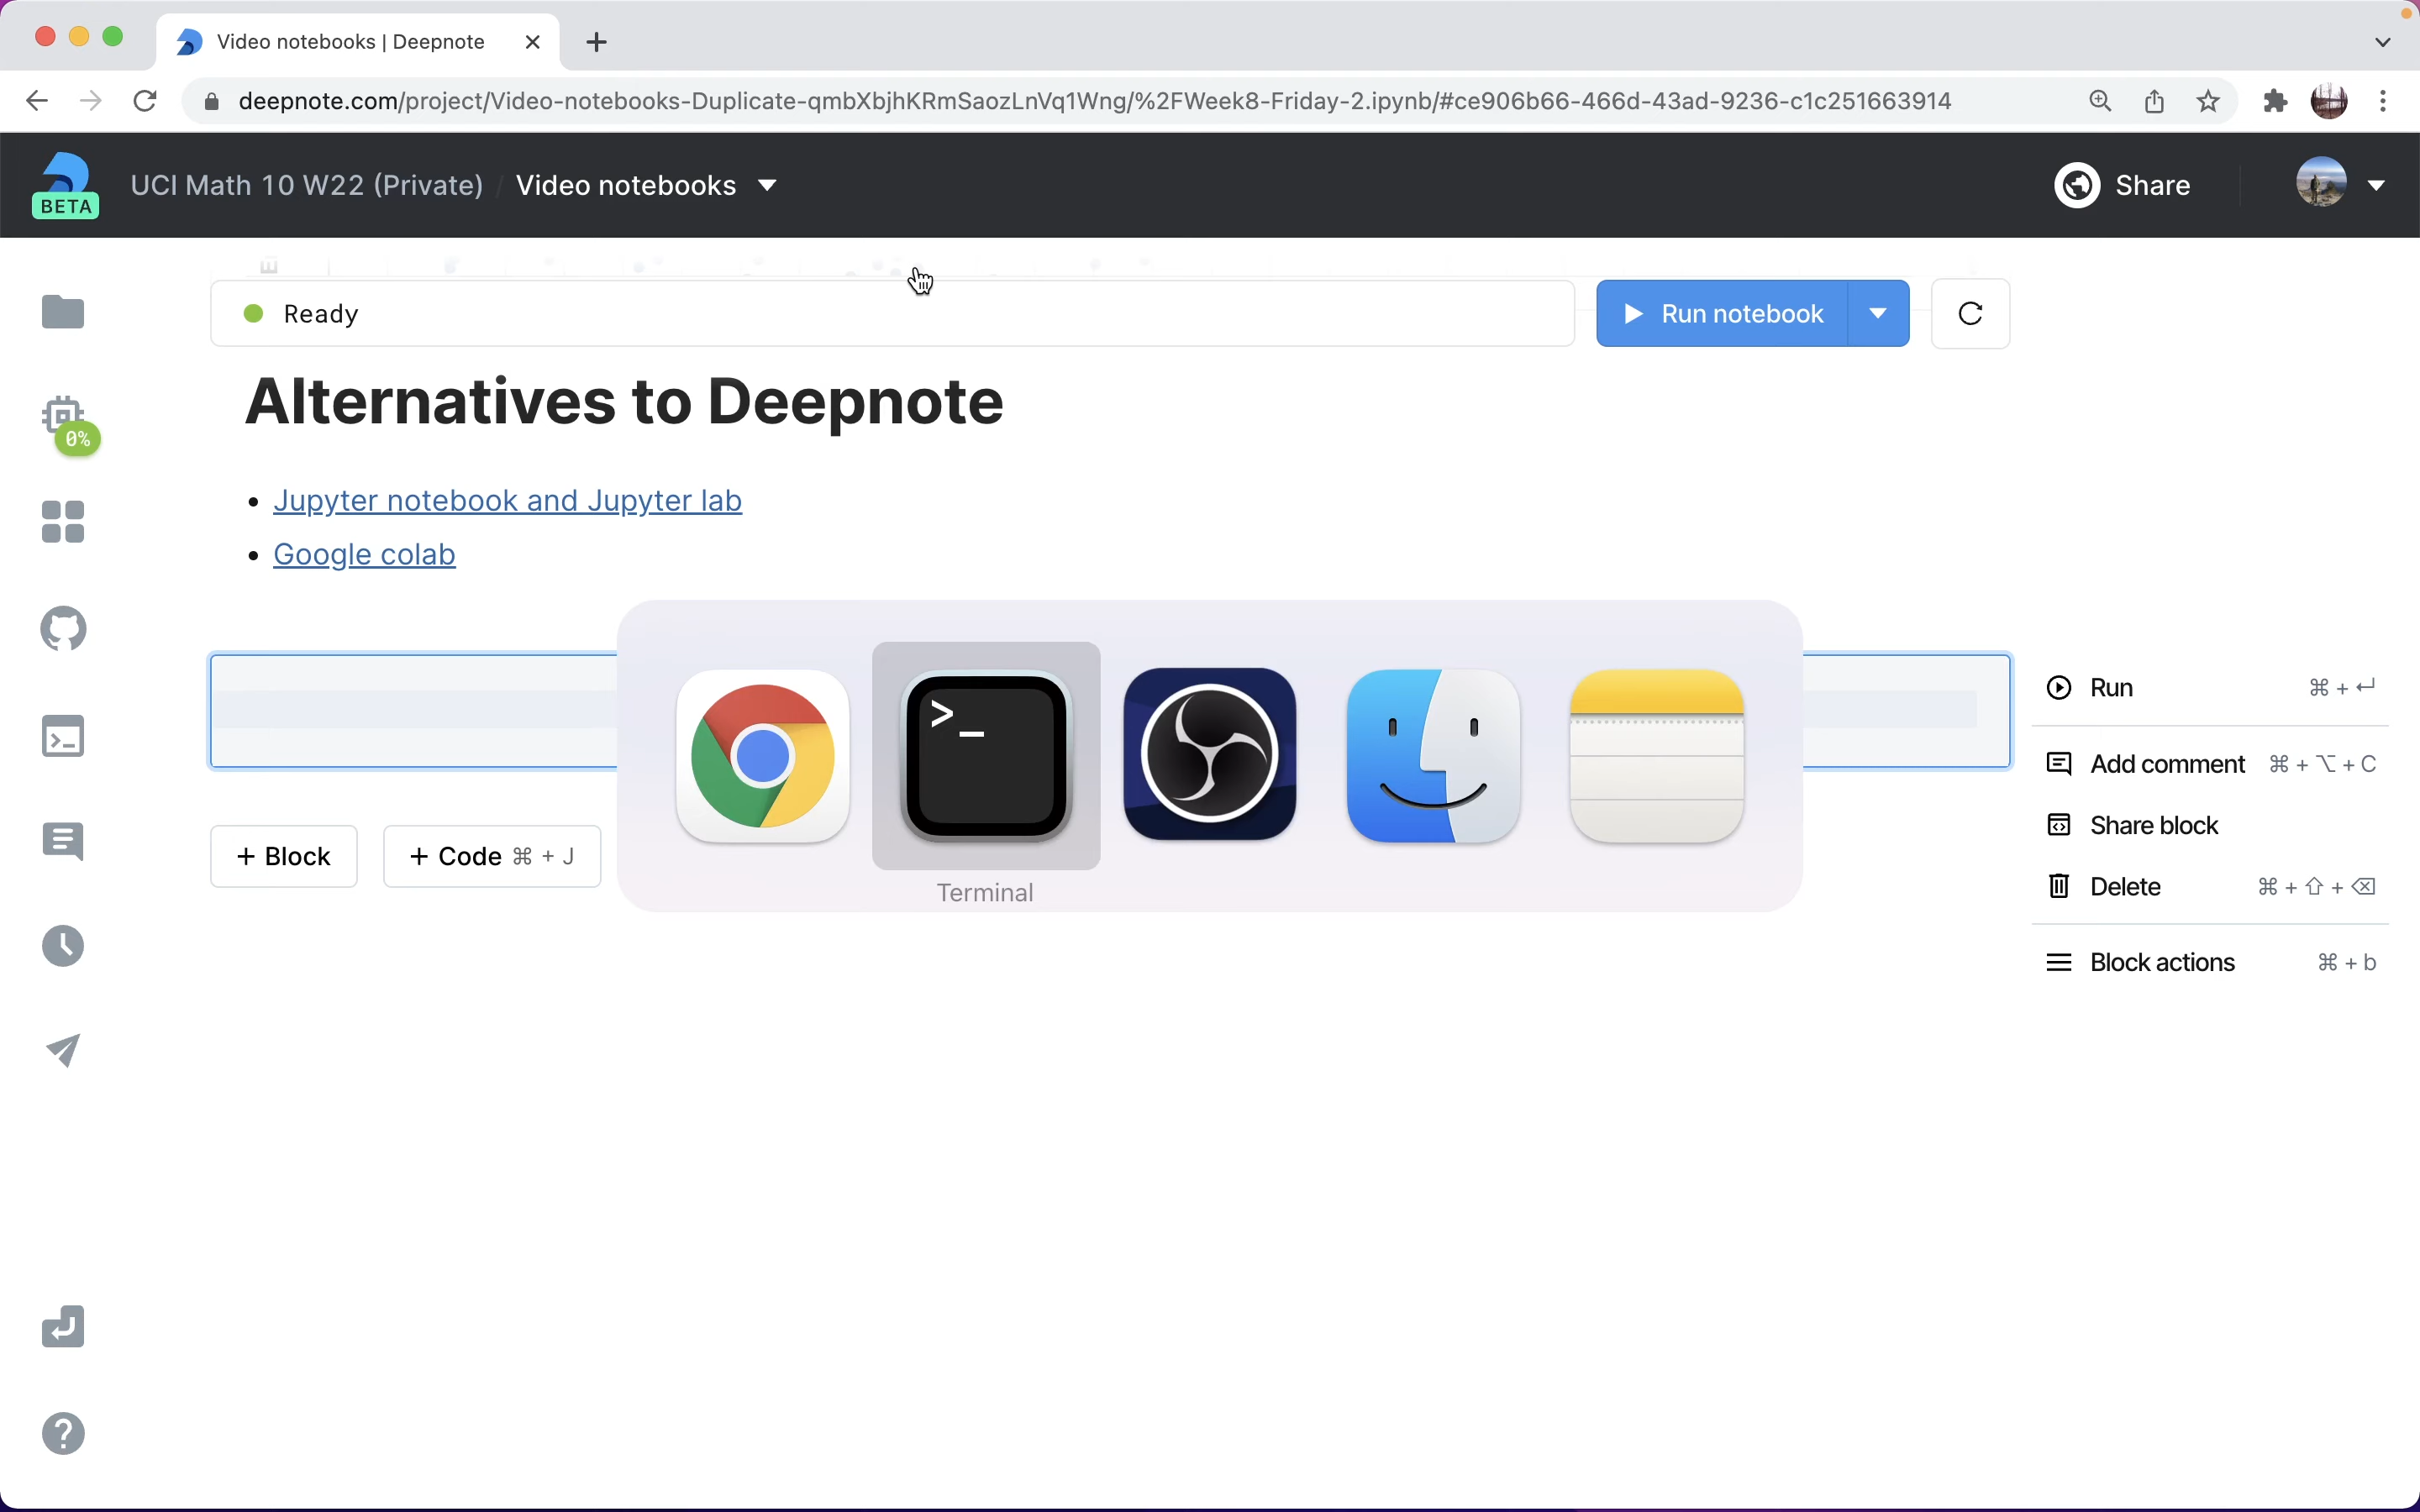 Video notebooks | Deepnote
deepnote.com/project/Video-notebooks-Duplicate-qmbXbjhKRmSaozLnVq1Wng/%2FWeek8-Friday-2.ipynb/#ce906b66-466d-43ad-9236-c1c251663914
BETA
UCI Math 10 W22 (Private) / Video notebooks
Share
Ready
Run notebook
Alternatives to Deepnote
0%
• Jupyter notebook and Jupyter lab
• Google colab
>_
Run ⌘ + ↵
Add comment ⌘ + ⌥ + C
Share block
+ Block
+ Code ⌘ + J
Terminal
Delete ⌘ + ⇧ + ⌫
Block actions ⌘ + b